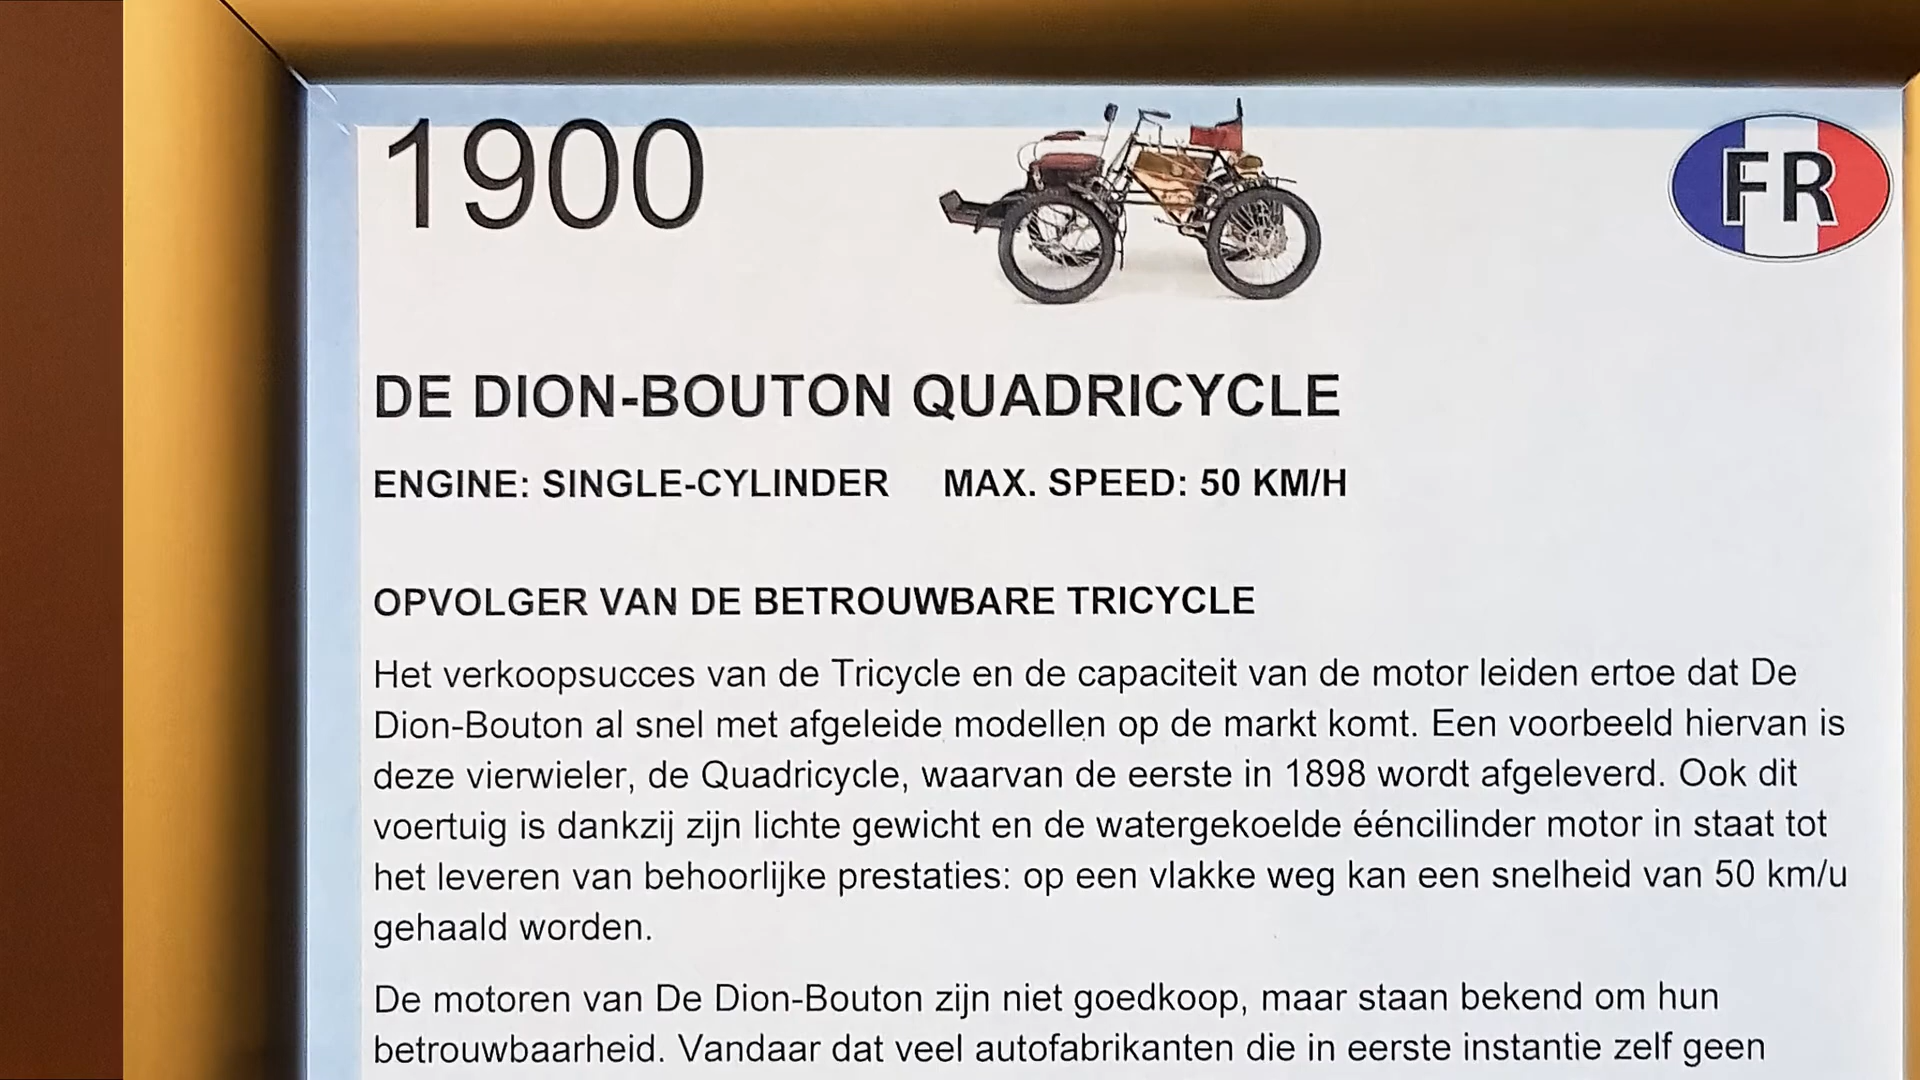 1900
FR
DE DION-BOUTON QUADRICYCLE
ENGINE: SINGLE-CYLINDER MAX. SPEED: 50 KM/H
OPVOLGER VAN DE BETROUWBARE TRICYCLE
Het verkoopsucces van de Tricycle en de capaciteit van de motor leiden ertoe dat De
Dion-Bouton al snel met afgeleide modellen op de markt komt. Een voorbeeld hiervan is
deze vierwieler, de Quadricycle, waarvan de eerste in 1898 wordt afgeleverd. Ook dit
voertuig is dankzij zijn lichte gewicht en de watergekoelde ééncilinder motor in staat tot
het leveren van behoorlijke prestaties: op een vlakke weg kan een snelheid van 50 km/u
gehaald worden.
De motoren van De Dion-Bouton zijn niet goedkoop, maar staan bekend om hun
betrouwbaarheid. Vandaar dat veel autofabrikanten die in eerste instantie zelf geen